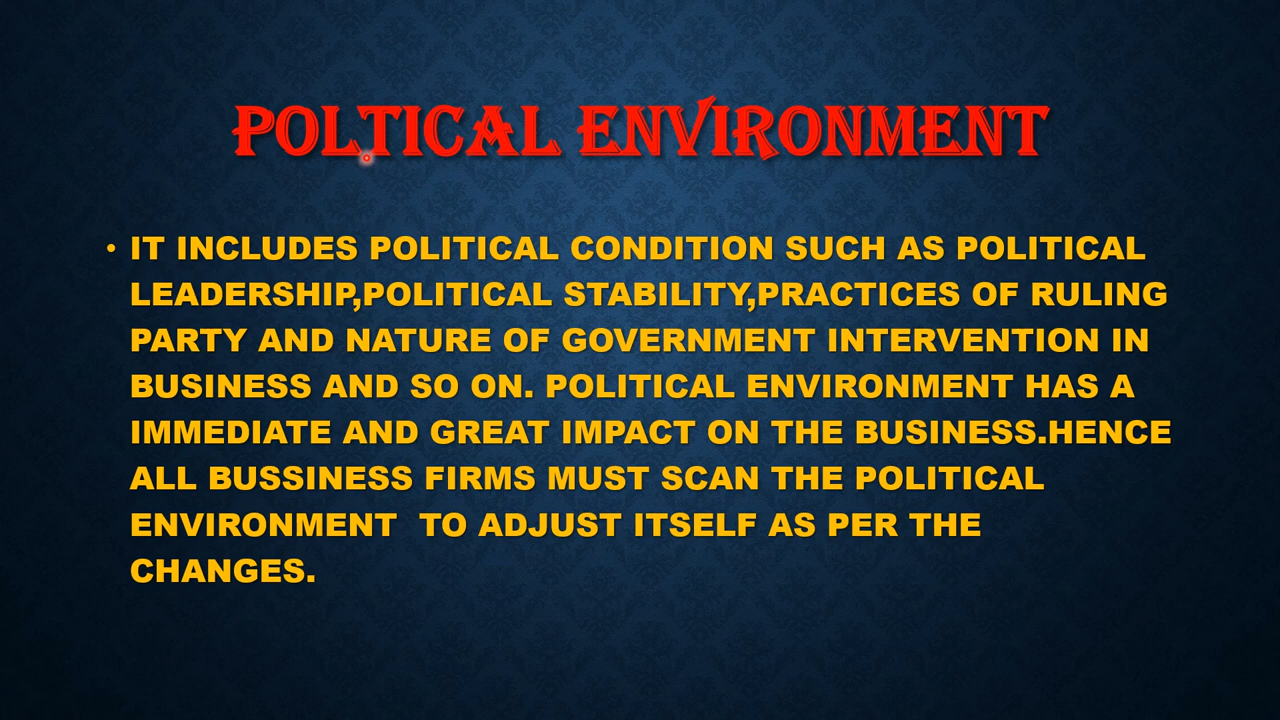 POLTICAL ENVIRONMENT
• IT INCLUDES POLITICAL CONDITION SUCH AS POLITICAL
LEADERSHIP,POLITICAL STABILITY,PRACTICES OF RULING
PARTY AND NATURE OF GOVERNMENT INTERVENTION IN
BUSINESS AND SO ON. POLITICAL ENVIRONMENT HAS A
IMMEDIATE AND GREAT IMPACT ON THE BUSINESS.HENCE
ALL BUSSINESS FIRMS MUST SCAN THE POLITICAL
ENVIRONMENT  TO ADJUST ITSELF AS PER THE
CHANGES.